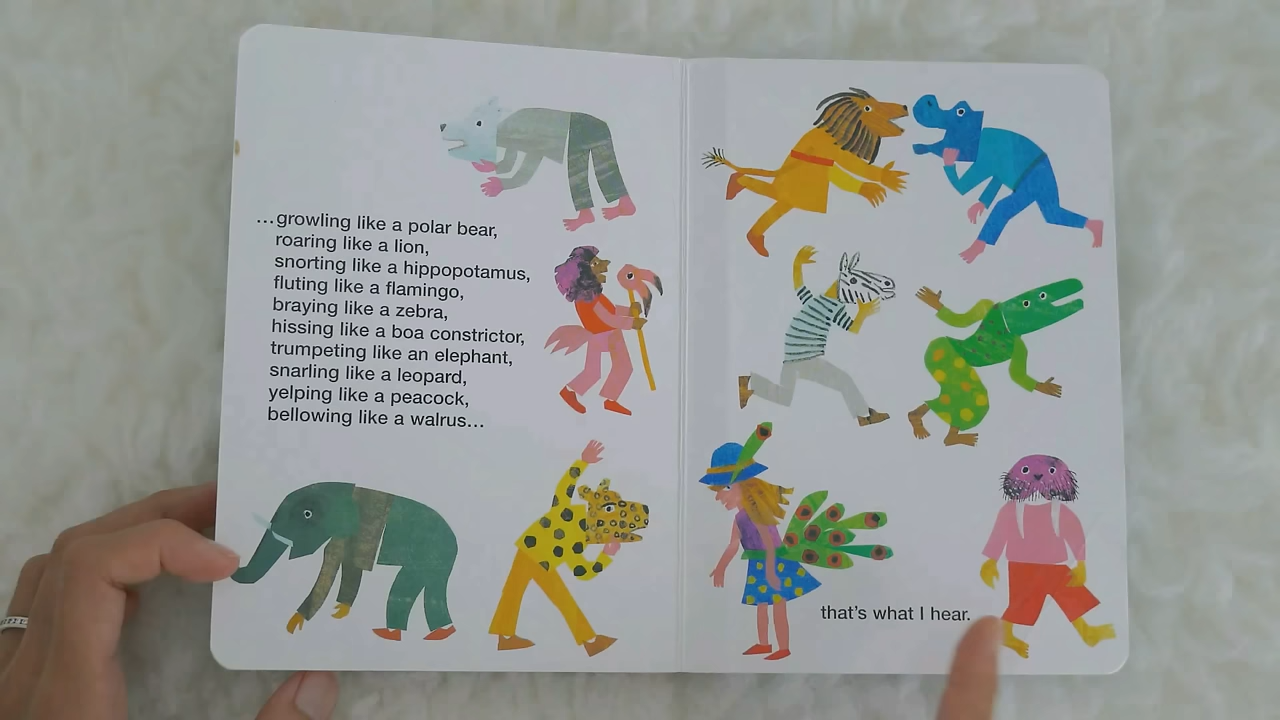 ...growling like a polar bear,
roaring like a lion,
snorting like a hippopotamus,
fluting like a flamingo,
braying like a zebra,
hissing like a boa constrictor,
trumpeting like an elephant,
snarling like a leopard,
yelping like a peacock,
bellowing like a walrus...
that's what I hear.